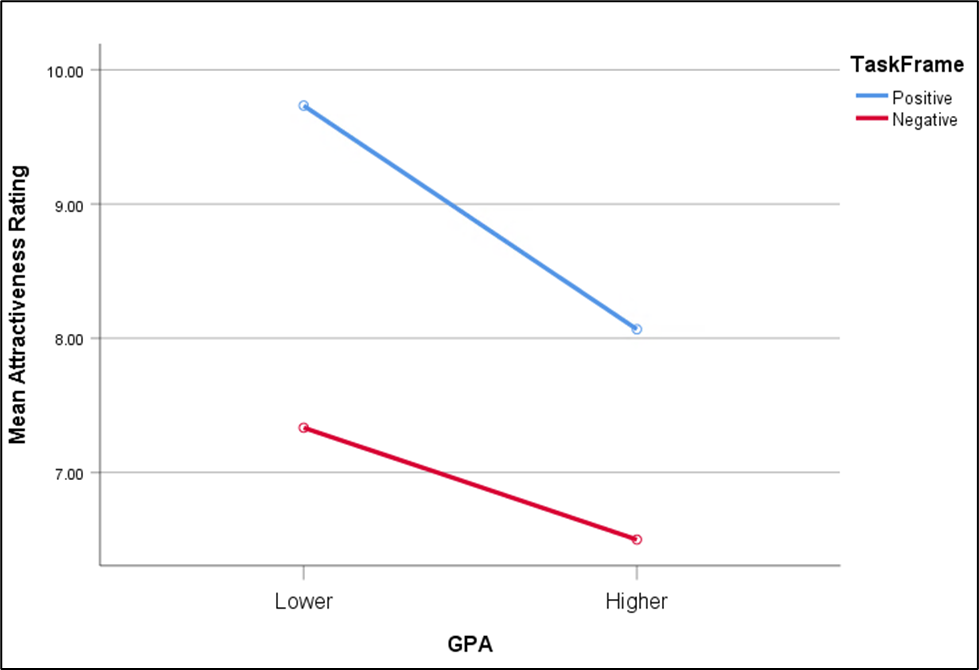 TaskFrame
Positive
Negative
Mean Attractiveness Rating
10.00
9.00
8.00
7.00
Lower
Higher
GPA